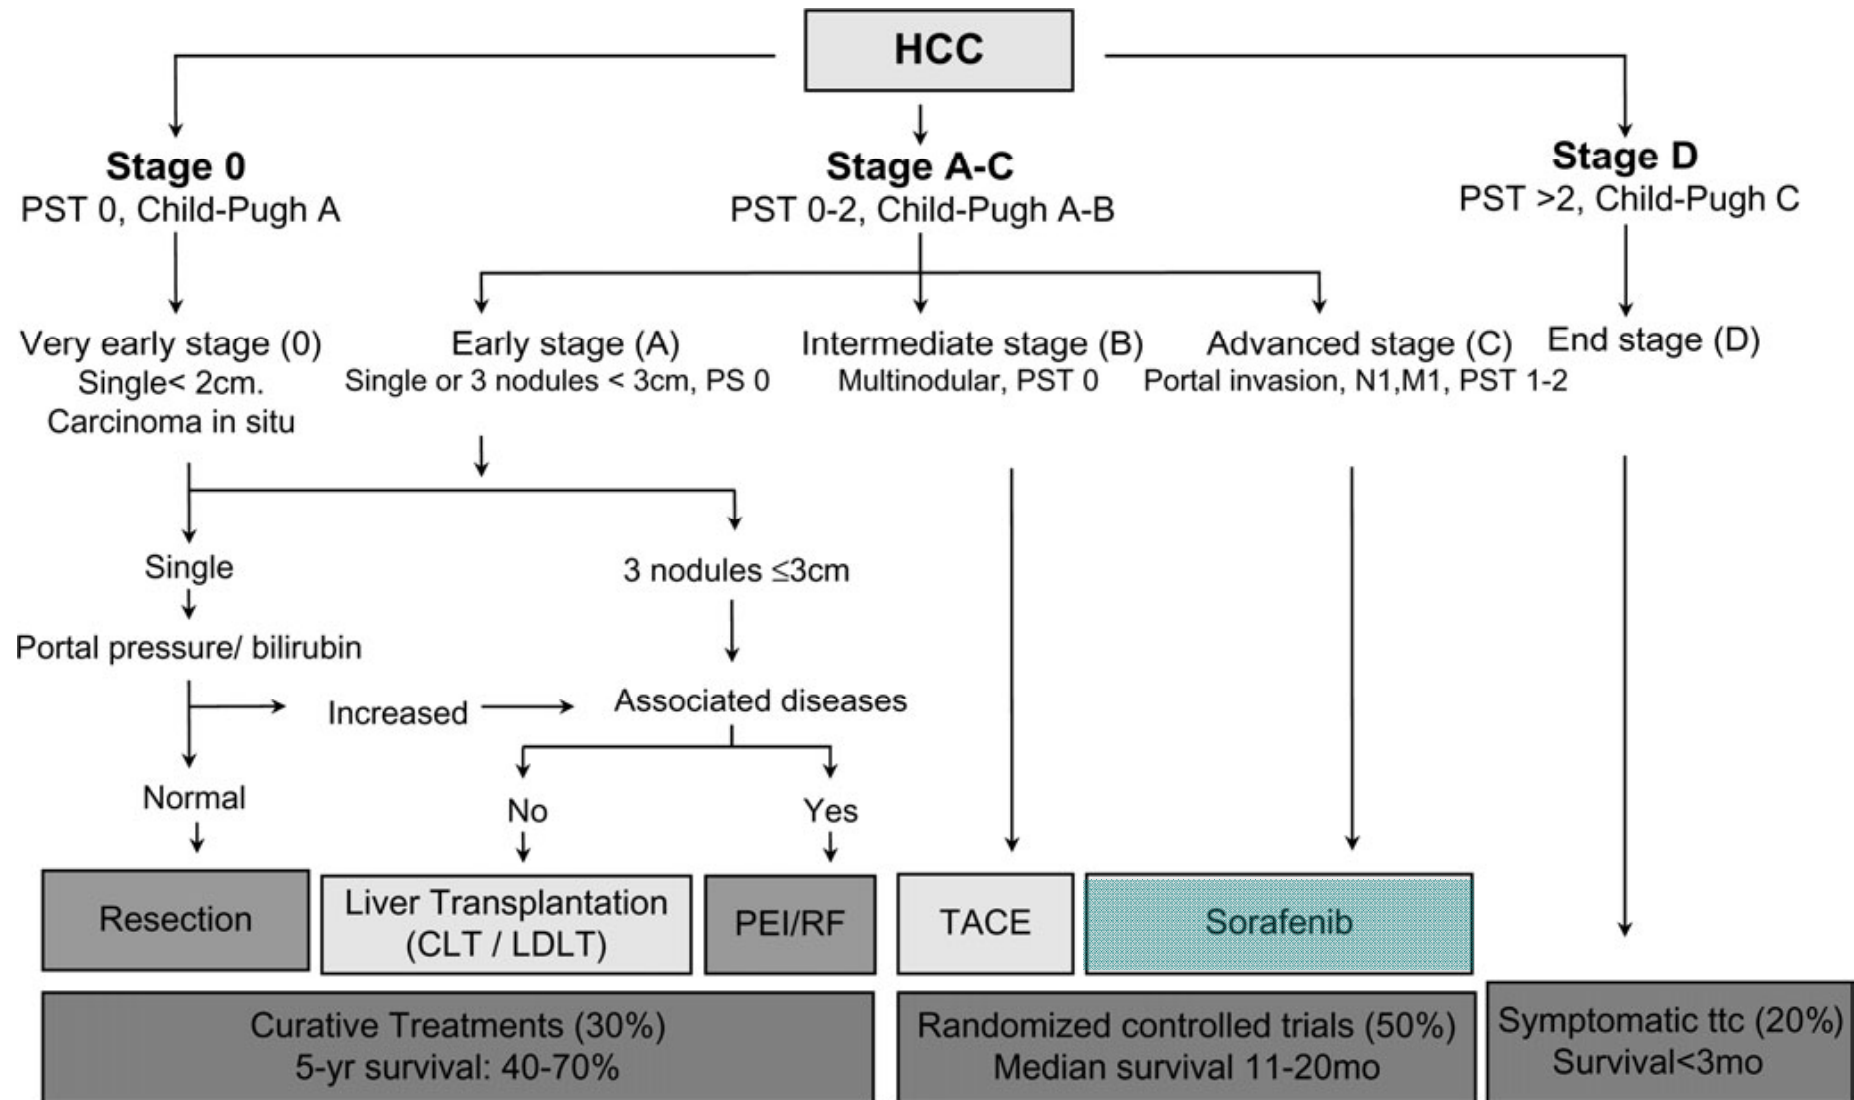 HCC
Stage 0
PST 0, Child-Pugh A
Stage A-C
PST 0-2, Child-Pugh A-B
Stage D
PST >2, Child-Pugh C
Very early stage (0)
Single< 2cm.
Carcinoma in situ
Early stage (A)
Single or 3 nodules < 3cm, PS 0
Intermediate stage (B)
Multinodular, PST 0
Advanced stage (C)
Portal invasion, N1,M1, PST 1-2
End stage (D)
Single
3 nodules ≤3cm
Portal pressure/ bilirubin
Increased
Associated diseases
Normal
No
Yes
Resection
Liver Transplantation
(CLT / LDLT)
PEI/RF
TACE
Sorafenib
Curative Treatments (30%)
5-yr survival: 40-70%
Randomized controlled trials (50%)
Median survival 11-20mo
Symptomatic ttc (20%)
Survival<3mo